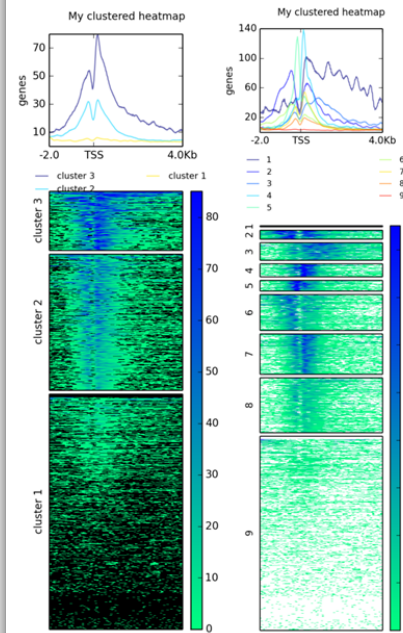 My clustered heatmap
70
50
30
10
genes
-2.0 TSS 4.0Kb
cluster 3
cluster 1
cluster 2
cluster 3
cluster 2
cluster 1
80
70
60
50
40
30
20
10
0
My clustered heatmap
140
100
60
20
genes
-2.0 TSS 4.0Kb
1
2
3
4
5
6
7
8
9
1
2
3
4
5
6
7
8
9